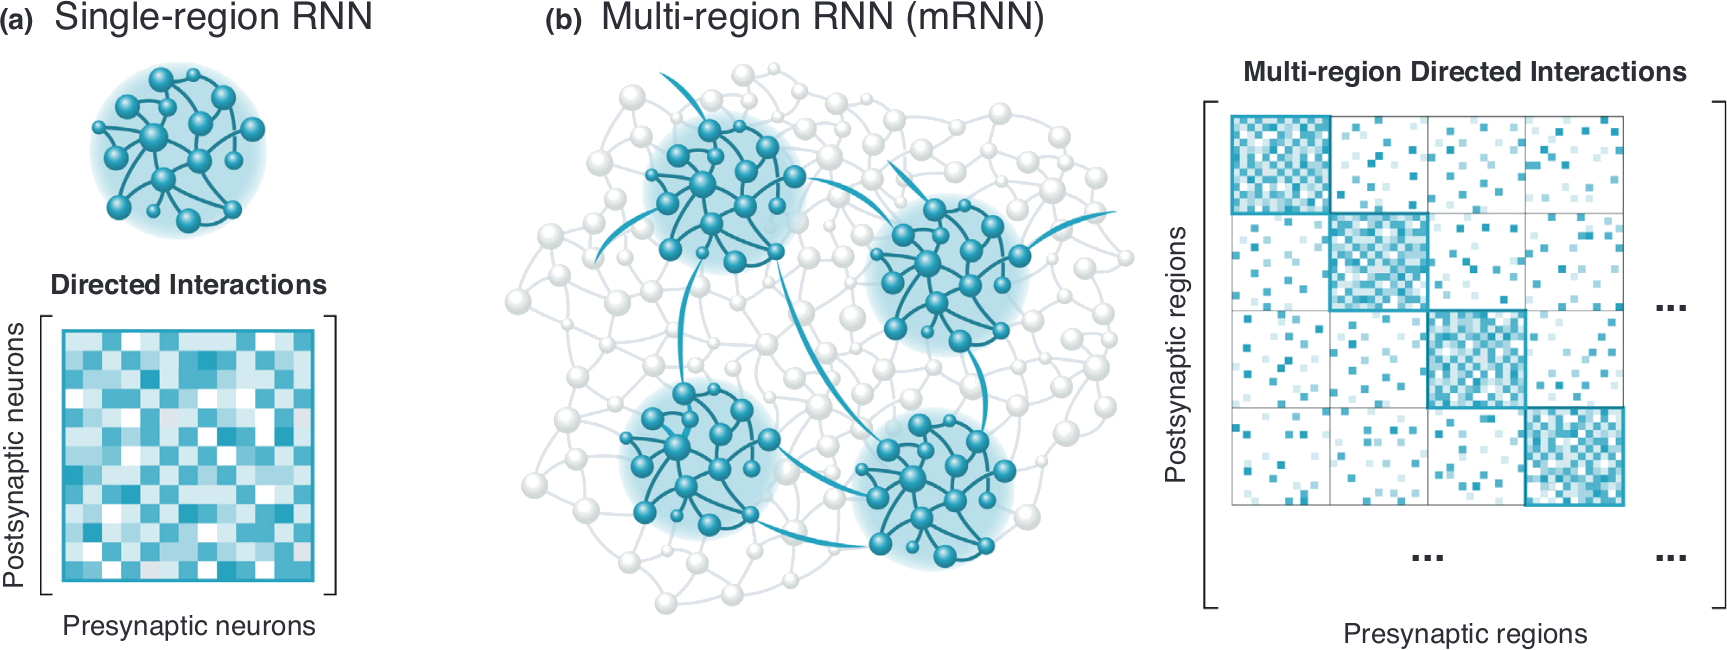 (a) Single-region RNN
Directed Interactions
Postsynaptic neurons
Presynaptic neurons
(b) Multi-region RNN (mRNN)
Multi-region Directed Interactions
Postsynaptic regions
...
... ...
Presynaptic regions